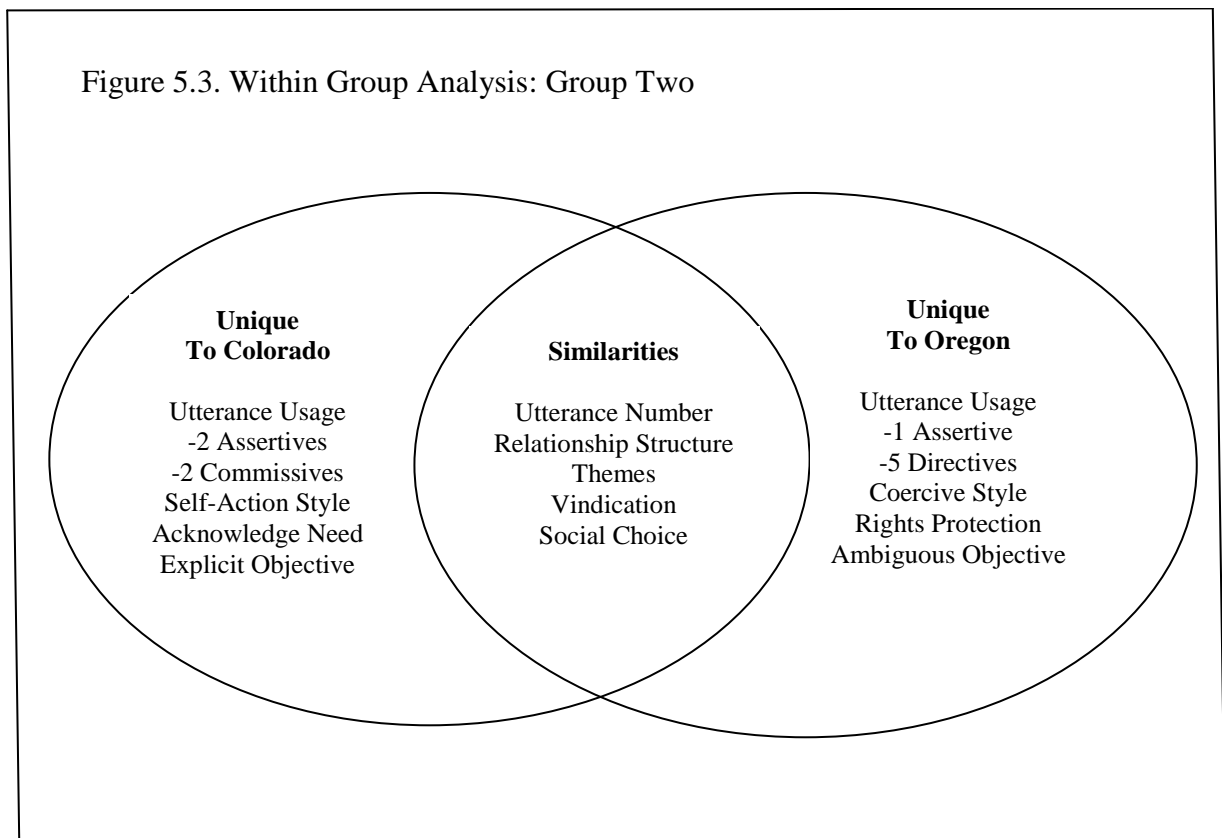 Figure 5.3. Within Group Analysis: Group Two
Unique
To Colorado
Utterance Usage
-2 Assertives
-2 Commissives
Self-Action Style
Acknowledge Need
Explicit Objective
Similarities
Utterance Number
Relationship Structure
Themes
Vindication
Social Choice
Unique
To Oregon
Utterance Usage
-1 Assertive
-5 Directives
Coercive Style
Rights Protection
Ambiguous Objective